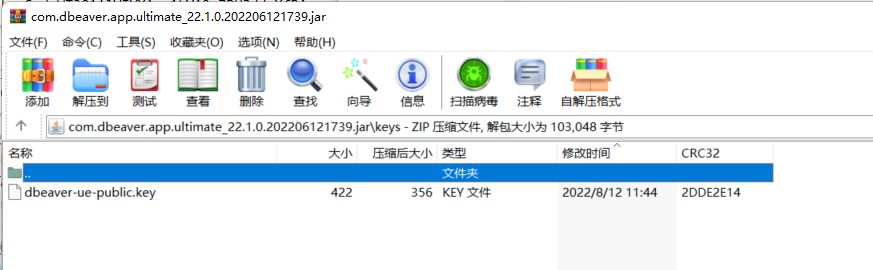 com.dbeaver.app.ultimate_22.1.0.202206121739.jar
文件(F) 命令(C) 工具(S) 收藏夹(O) 选项(N) 帮助(H)
添加 解压到 测试 查看 删除 查找 向导 信息 扫描病毒 注释 自解压格式
com.dbeaver.app.ultimate_22.1.0.202206121739.jar\keys - ZIP 压缩文件, 解包大小为 103,048 字节
名称 大小 压缩后大小 类型 修改时间 CRC32
.. 文件夹
dbeaver-ue-public.key 422 356 KEY 文件 2022/8/12 11:44 2DDE2E14